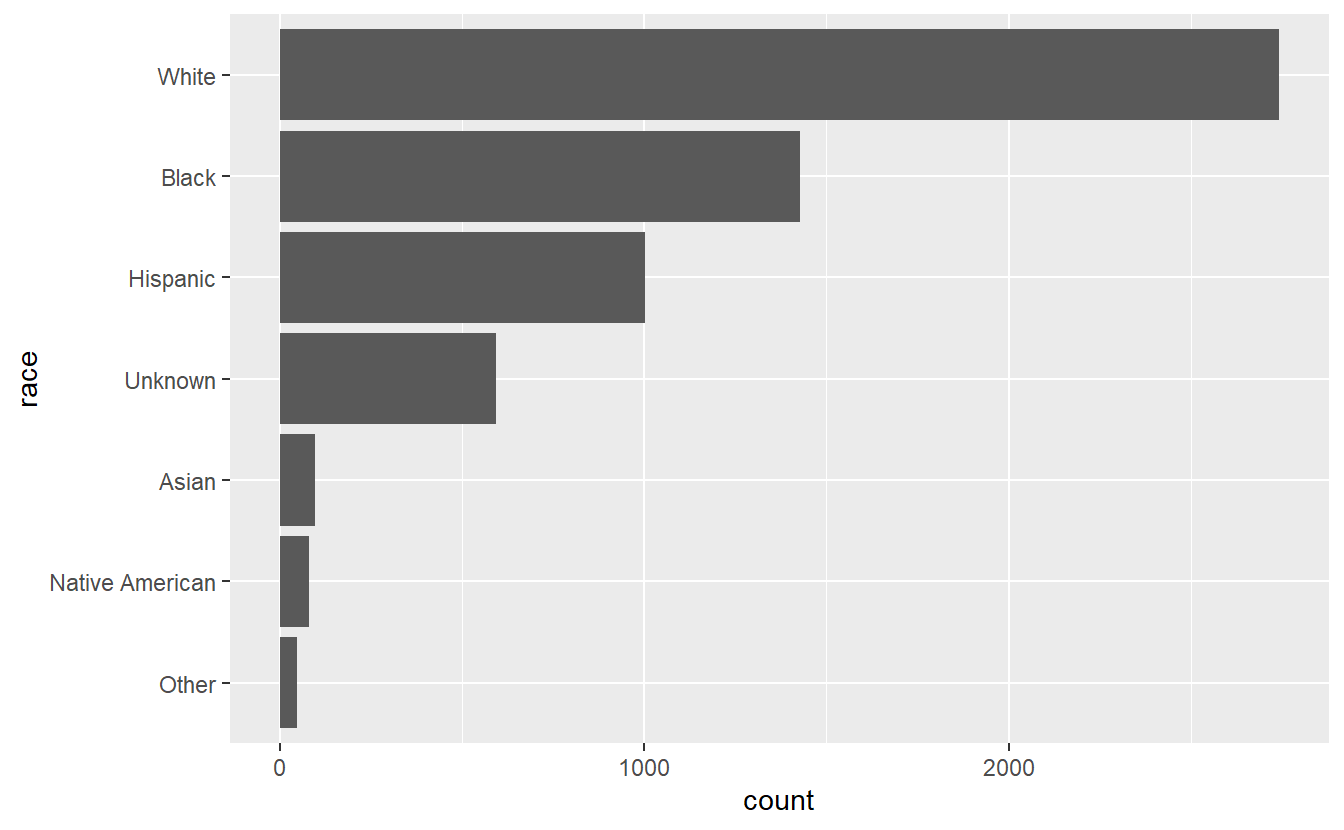 White
Black
Hispanic
Unknown
Asian
Native American
Other
race
0 1000 2000
count